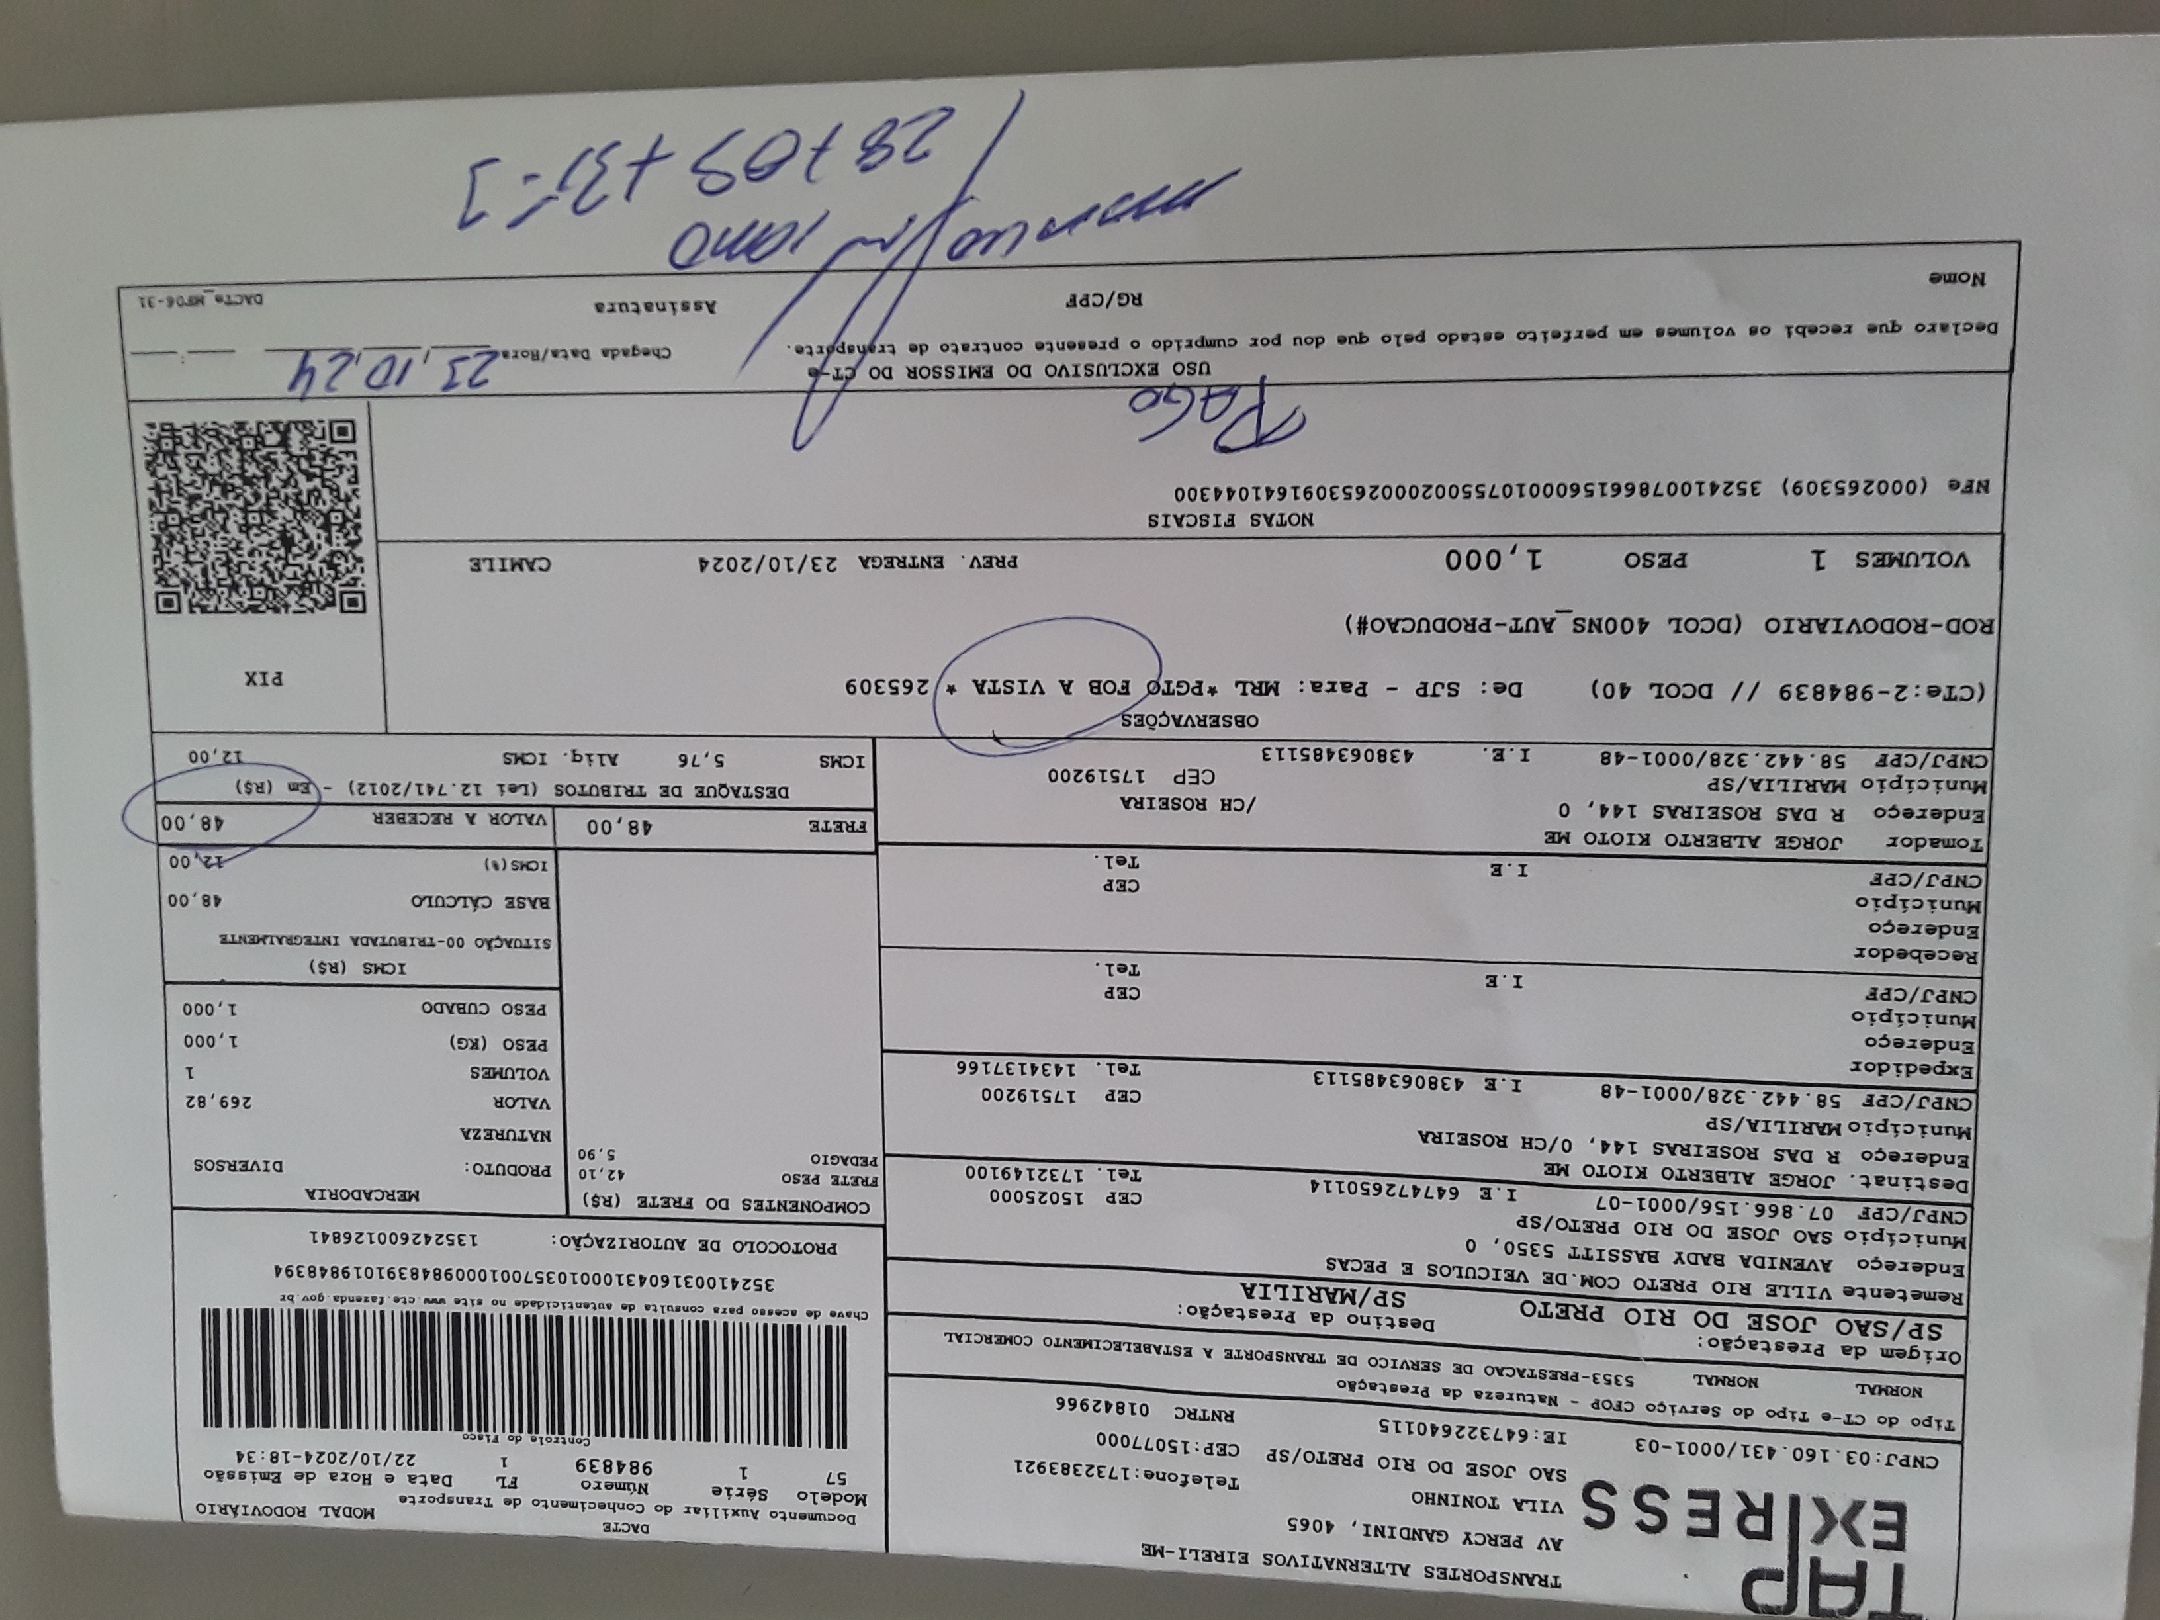 TAP
EXPRESS
TRANSPORTES ALTERNATIVOS EIRELI-ME
AV PERCY GANDINI, 4065
VILA TONINHO
Telefone:1732383921
SAO JOSE DO RIO PRETO/SP CEP:15077000
CNPJ:03.160.431/0001-03 IE:647322640115 RNTRC 01842966
DACTE
Documento Auxiliar do Conhecimento de Transporte MODAL RODOVIÁRIO
Modelo Série Número FL Data e Hora de Emissão
57 1 984839 1 22/10/2024-18:34
Controle do Fisco
Chave de acesso para consulta de autenticidade no site www.cte.fazenda.gov.br
35241003160431000103570010009848391019848394
PROTOCOLO DE AUTORIZAÇÃO: 135242600126841
Tipo do CT-e Tipo do Serviço CFOP - Natureza da Prestação
NORMAL NORMAL 5353-PRESTACAO DE SERVICO DE TRANSPORTE A ESTABELECIMENTO COMERCIAL
Origem da Prestação: Destino da Prestação:
SP/SAO JOSE DO RIO PRETO SP/MARILIA
Remetente VILLE RIO PRETO COM.DE VEICULOS E PECAS
Endereço AVENIDA BADY BASSITT 5350, 0
Município SAO JOSE DO RIO PRETO/SP CEP 15025000
CNPJ/CPF 07.866.156/0001-07 I.E 647472650114 Tel. 1732149100
Destinat. JORGE ALBERTO KIOTO ME
Endereço R DAS ROSEIRAS 144, 0/CH ROSEIRA
Município MARILIA/SP CEP 17519200
CNPJ/CPF 58.442.328/0001-48 I.E 438063485113 Tel. 1434137166
Expedidor
Endereço
Município CEP
CNPJ/CPF I.E Tel.
Recebedor
Endereço
Município CEP
CNPJ/CPF I.E Tel.
Tomador JORGE ALBERTO KIOTO ME
Endereço R DAS ROSEIRAS 144, 0 /CH ROSEIRA
Município MARILIA/SP CEP 17519200
CNPJ/CPF 58.442.328/0001-48 I.E. 438063485113
COMPONENTES DO FRETE (R$)
FRETE PESO 42,10
PEDAGIO 5,90
MERCADORIA
PRODUTO: DIVERSOS
NATUREZA
VALOR 269,82
VOLUMES 1
PESO (KG) 1,000
PESO CUBADO 1,000
ICMS (R$)
SITUAÇÃO 00-TRIBUTADA INTEGRALMENTE
BASE CÁLCULO 48,00
ICMS(%) 12,00
FRETE 48,00 VALOR A RECEBER 48,00
DESTAQUE DE TRIBUTOS (Lei 12.741/2012) - Em (R$)
ICMS 5,76 Aliq. ICMS 12,00
OBSERVAÇÕES
(CTe:2-984839 // DCOL 40) De: SJP - Para: MRL *PGTO FOB A VISTA * 265309
ROD-RODOVIARIO (DCOL 400NS_AUT-PRODUCAO#)
PIX
VOLUMES 1 PESO 1,000 PREV. ENTREGA 23/10/2024 CAMILE
NOTAS FISCAIS
NFe (000265309) 35241007866156000107550020002653091641044300
PAGO
USO EXCLUSIVO DO EMISSOR DO CT-e
Declaro que recebi os volumes em perfeito estado pelo que dou por cumprido o presente de contrato de transporte.
Chegada Data/Hora 23,10,24
Nome RG/CPF Assinatura DACTe_MF06-31